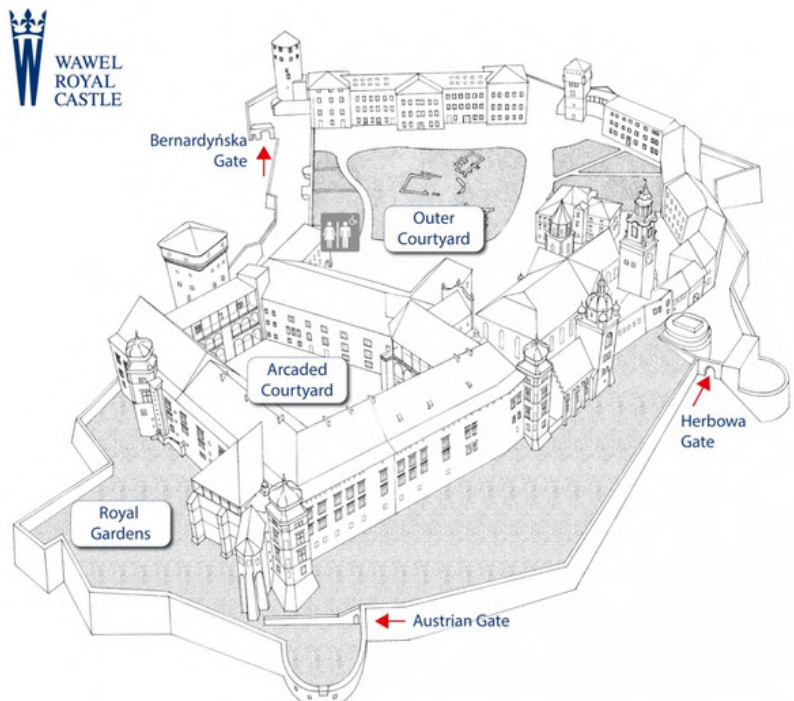 WAWEL
ROYAL
CASTLE
Bernardyńska
Gate
Outer
Courtyard
Arcaded
Courtyard
Herbowa
Gate
Royal
Gardens
Austrian Gate